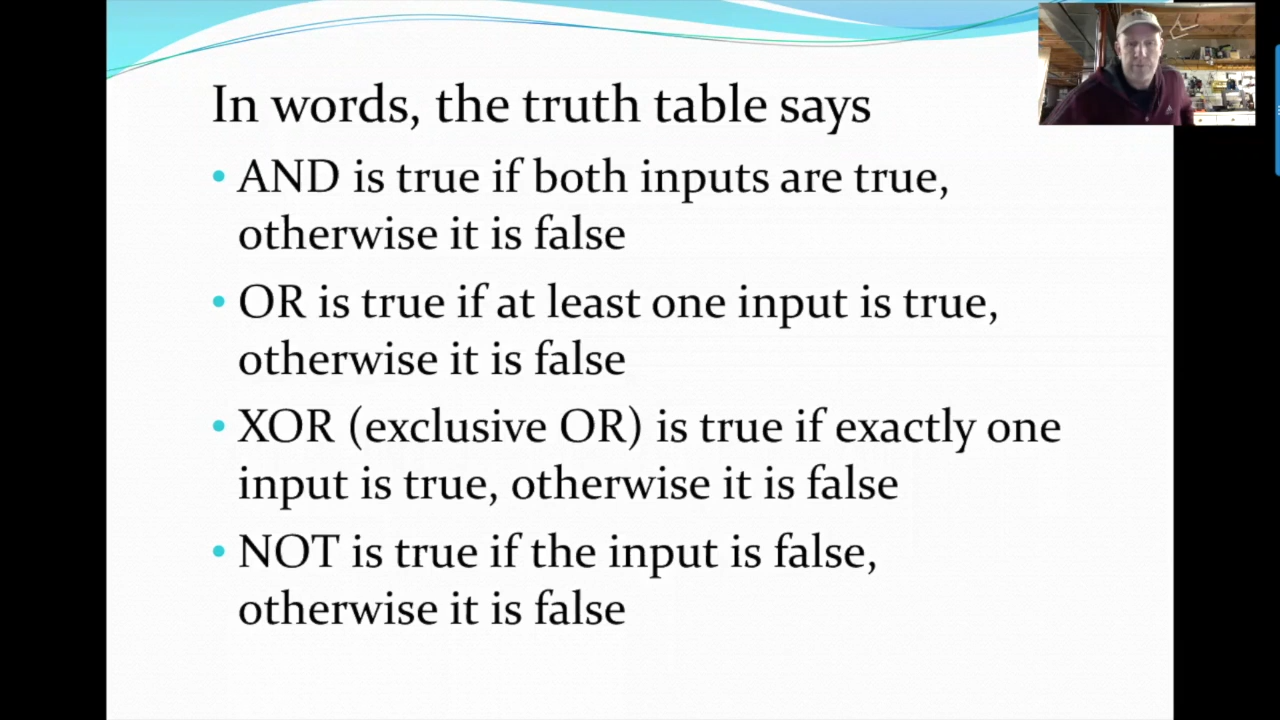 In words, the truth table says
• AND is true if both inputs are true,
otherwise it is false
• OR is true if at least one input is true,
otherwise it is false
• XOR (exclusive OR) is true if exactly one
input is true, otherwise it is false
• NOT is true if the input is false,
otherwise it is false